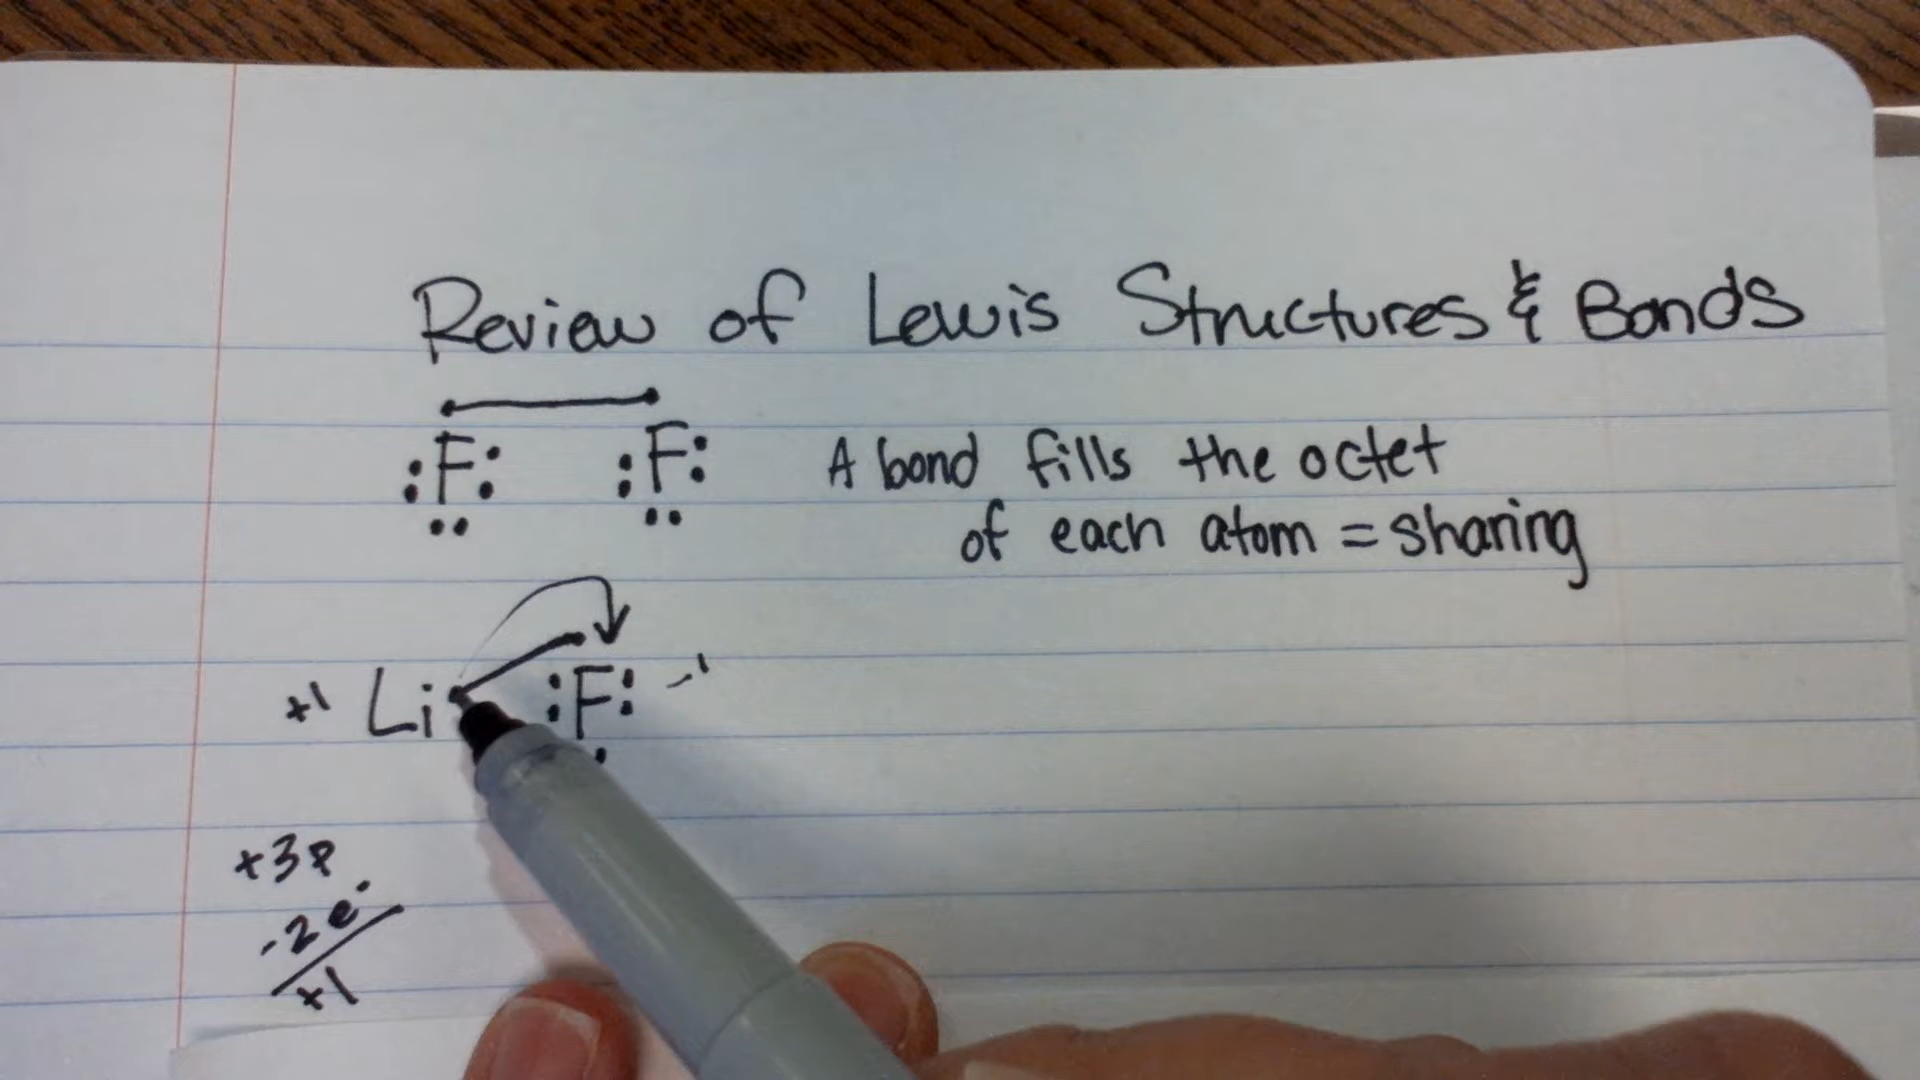 Review of Lewis Structures & Bonds
:F: :F: A bond fills the octet
of each atom = sharing
+1 Li :F: -1
+3p
-2e-
+1